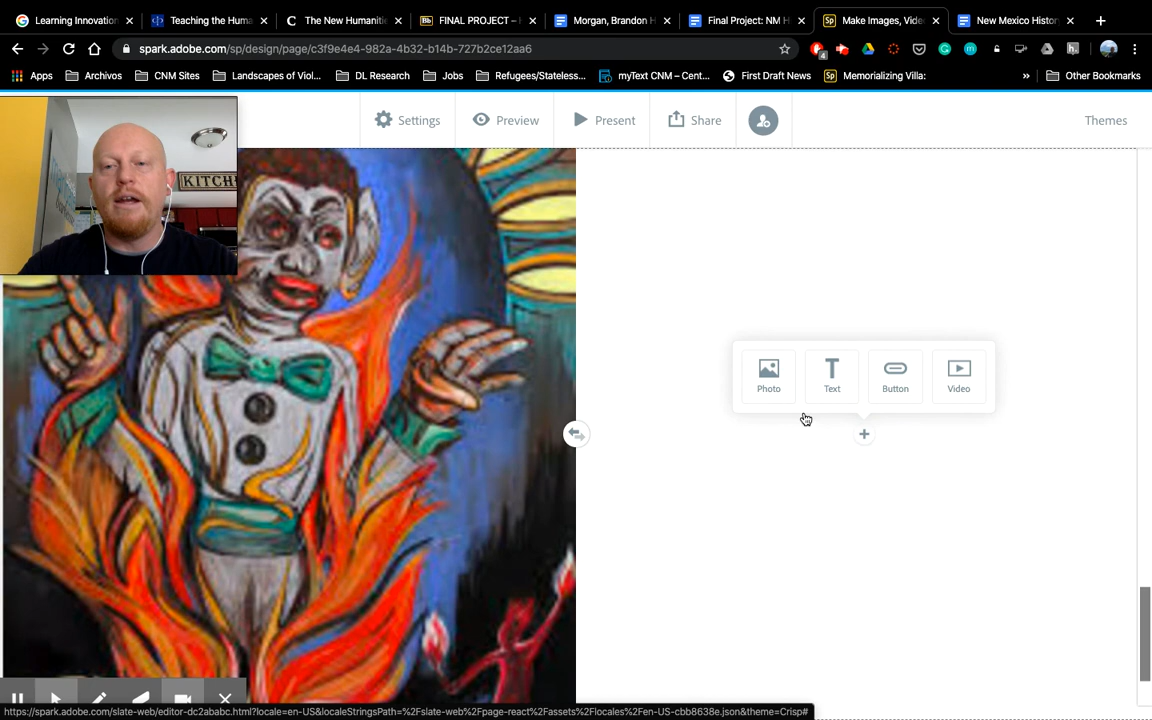 Learning Innovation
Teaching the Huma
The New Humaniti
FINAL PROJECT –
Morgan, Brandon H
Final Project: NM H
Make Images, Vide
New Mexico Histor
spark.adobe.com/sp/design/page/c3f9e4e4-982a-4b32-b14b-727b2ce12aa6
4
Apps
Archivos
CNM Sites
Landscapes of Viol...
DL Research
Jobs
Refugees/Stateless...
myText CNM – Cent...
First Draft News
Memorializing Villa:
»
Other Bookmarks
Settings
Preview
Present
Share
Themes
KITCHE
Photo
Text
Button
Video
https://spark.adobe.com/slate-web/editor-dc2ababc.html?locale=en-US&localeStringsPath=%2Fslate-web%2Fpage-react%2Fassets%2Flocales%2Fen-US-cbb8638e.json&theme=Crisp#